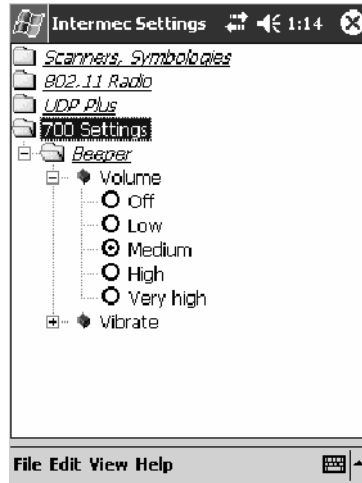 Intermec Settings 1:14
Scanners, Symbologies
802.11 Radio
UDP Plus
700 Settings
Beeper
Volume
Off
Low
Medium
High
Very high
Vibrate
File Edit View Help